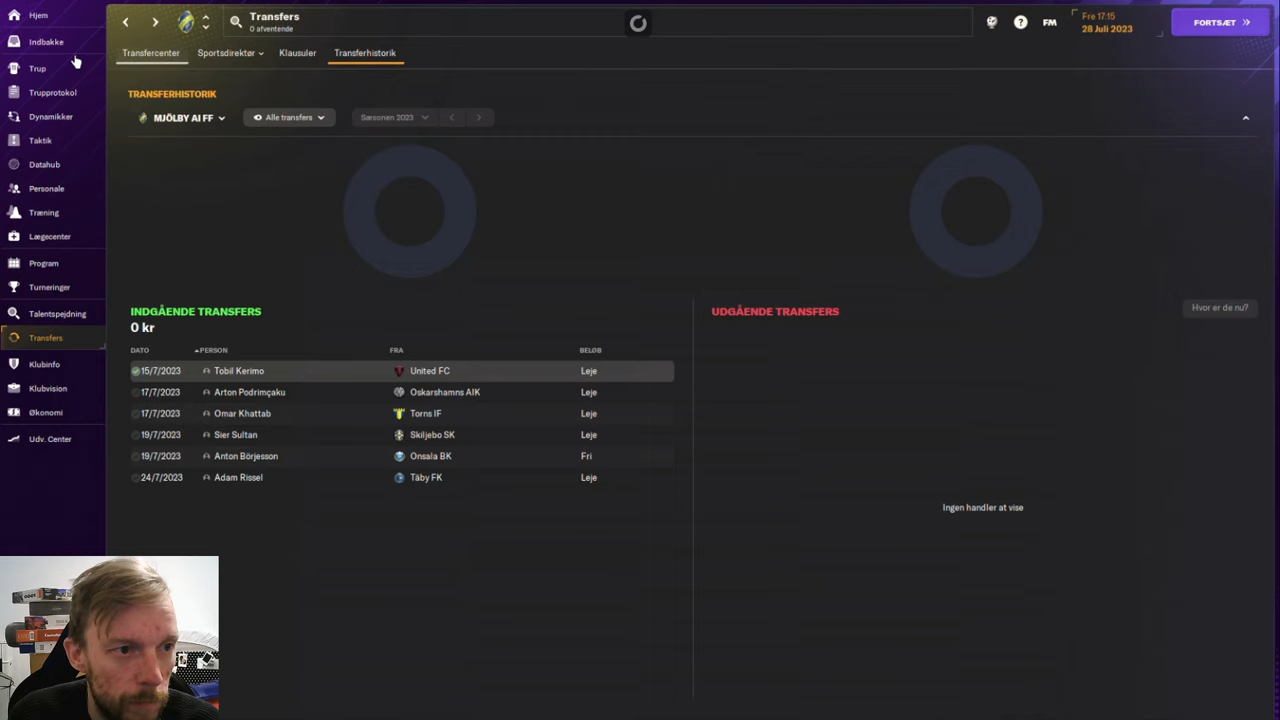 Hjem
Indbakke
Trup
Trupprotokol
Dynamikker
Taktik
Datahub
Personale
Træning
Lægecenter
Program
Turneringer
Talentspejdning
Transfers
Klubinfo
Klubvision
Økonomi
Udv. Center
Transfers
0 afventende
FM
Fre 17:15
28 Juli 2023
FORTSÆT
Transfercenter
Sportsdirektør
Klausuler
Transferhistorik
TRANSFERHISTORIK
MJÖLBY AI FF
Alle transfers
Sæsonen 2023
INDGÅENDE TRANSFERS
0 kr
DATO PERSON FRA BELØB
15/7/2023 Tobil Kerimo United FC Leje
17/7/2023 Arton Podrimçaku Oskarshamns AIK Leje
17/7/2023 Omar Khattab Torns IF Leje
19/7/2023 Sier Sultan Skiljebo SK Leje
19/7/2023 Anton Börjesson Onsala BK Fri
24/7/2023 Adam Rissel Täby FK Leje
UDGÅENDE TRANSFERS
Hvor er de nu?
Ingen handler at vise